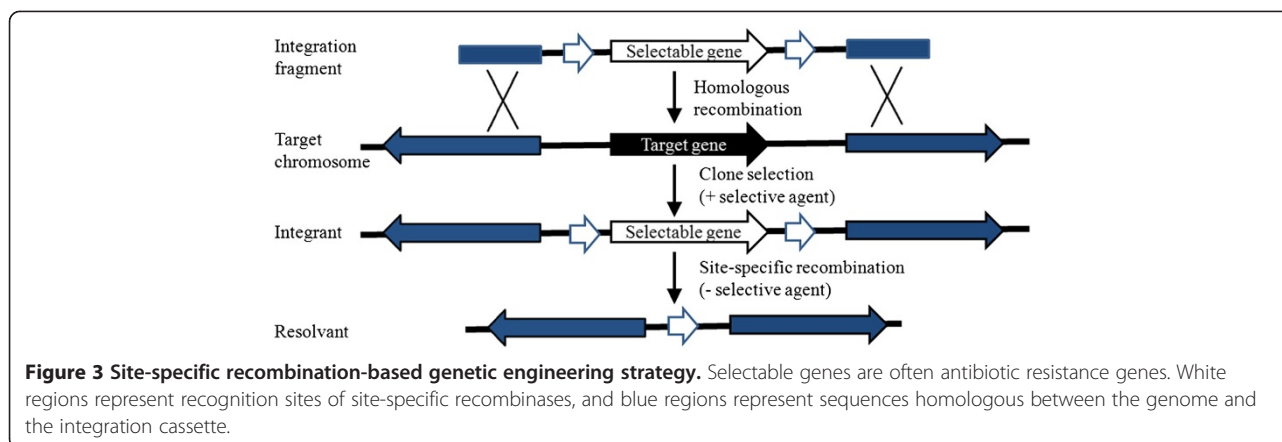 Integration
fragment
Selectable gene
Homologous
recombination
Target
chromosome
Target gene
Clone selection
(+ selective agent)
Integrant
Selectable gene
Site-specific recombination
(- selective agent)
Resolvant
Figure 3 Site-specific recombination-based genetic engineering strategy. Selectable genes are often antibiotic resistance genes. White
regions represent recognition sites of site-specific recombinases, and blue regions represent sequences homologous between the genome and
the integration cassette.